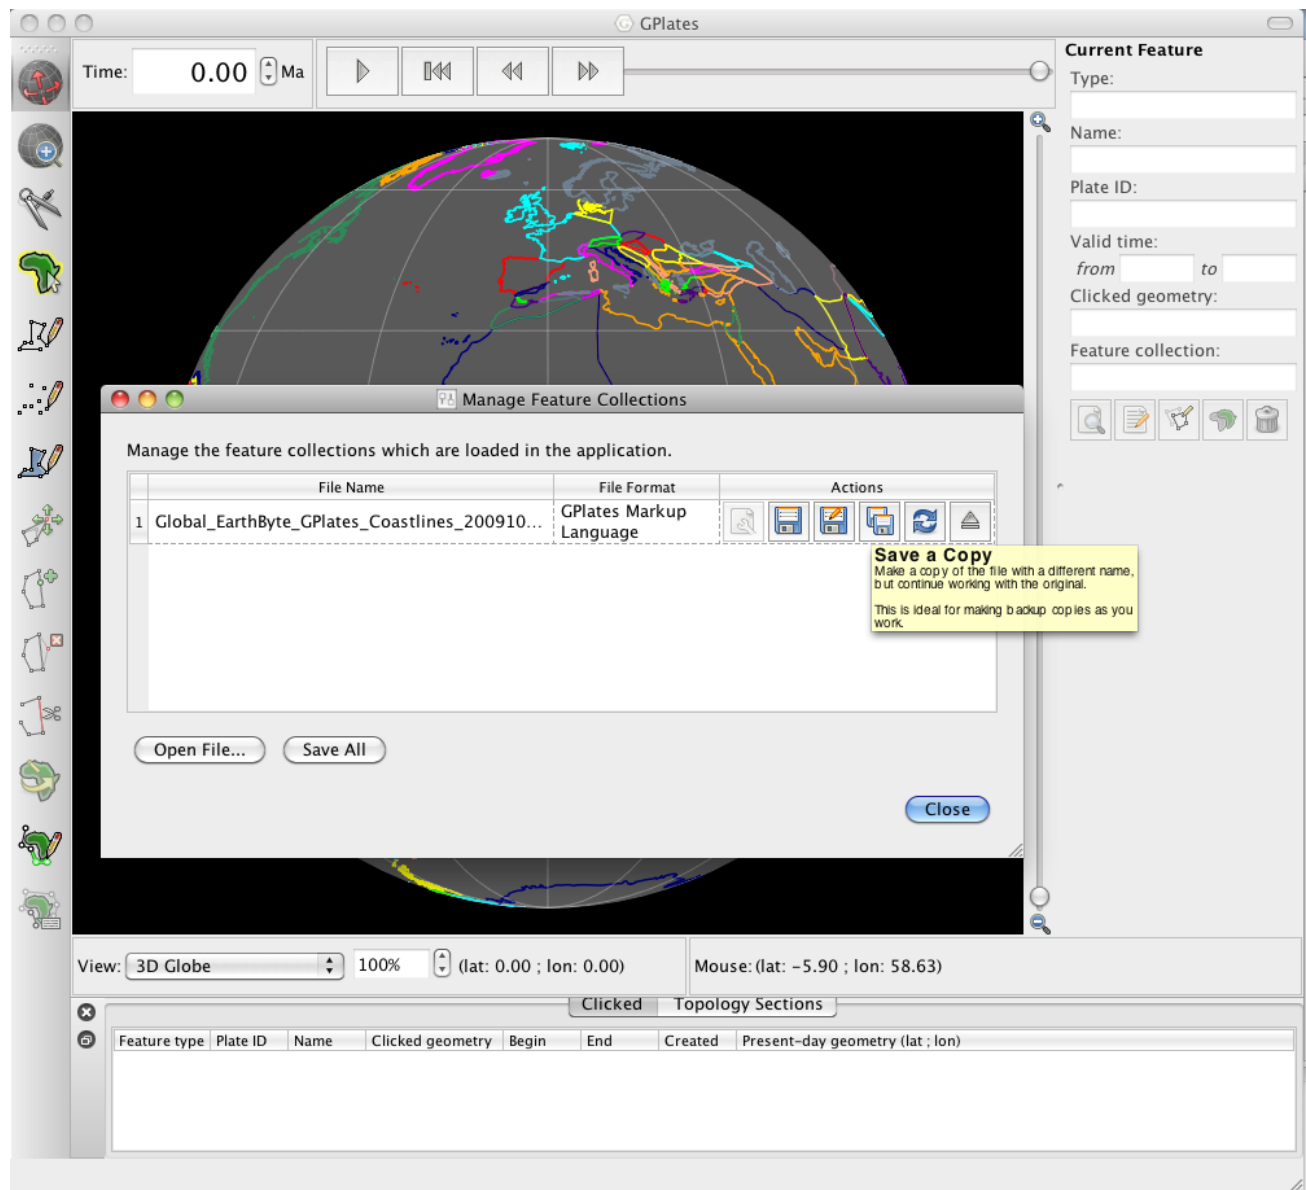 GPlates
Time: 0.00 Ma
Current Feature
Type:
Name:
Plate ID:
Valid time:
from to
Clicked geometry:
Feature collection:
Manage Feature Collections
Manage the feature collections which are loaded in the application.
File Name File Format Actions
1 Global_EarthByte_GPlates_Coastlines_200910... GPlates Markup
Language
Save a Copy
Make a copy of the file with a different name,
but continue working with the original.
This is ideal for making backup copies as you
work.
Open File... Save All
Close
View: 3D Globe 100% (lat: 0.00 ; lon: 0.00) Mouse: (lat: -5.90 ; lon: 58.63)
Clicked Topology Sections
Feature type Plate ID Name Clicked geometry Begin End Created Present-day geometry (lat ; lon)